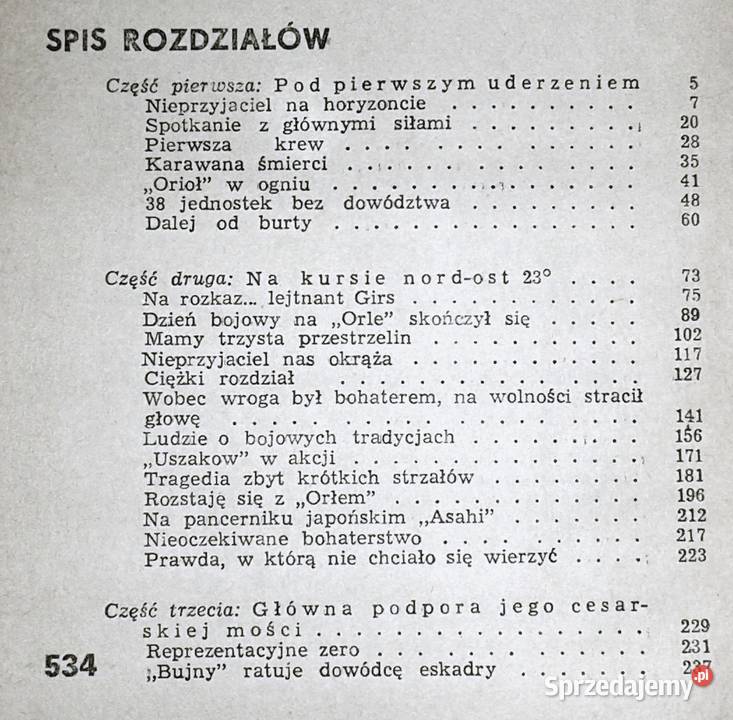 SPIS ROZDZIAŁÓW
Część pierwsza: Pod pierwszym uderzeniem 5
Nieprzyjaciel na horyzoncie . . . . . . . . . . 7
Spotkanie z głównymi siłami . . . . . . . . . 20
Pierwsza krew . . . . . . . . . . . . . 28
Karawana śmierci . . . . . . . . . . . . . 35
„Orioł” w ogniu . . . . . . . . . . . . . 41
38 jednostek bez dowództwa . . . . . . . . . 48
Dalej od burty . . . . . . . . . . . . . 60
Część druga: Na kursie nord-ost 23° . . . . 73
Na rozkaz... lejtnant Girs . . . . . . . . . . . 75
Dzień bojowy na „Orle” skończył się . . . . . 89
Mamy trzysta przestrzelin . . . . . . . . . . 102
Nieprzyjaciel nas okrąża . . . . . . . . . . . 117
Ciężki rozdział . . . . . . . . . . . . . 127
Wobec wroga był bohaterem, na wolności stracił
głowę . . . . . . . . . . . . . . . . 141
Ludzie o bojowych tradycjach . . . . . . . . 156
„Uszakow” w akcji . . . . . . . . . . . . . 171
Tragedia zbyt krótkich strzałów . . . . . . . 181
Rozstaję się z „Orłem” . . . . . . . . . . . 196
Na pancerniku japońskim „Asahi” . . . . . . 212
Nieoczekiwane bohaterstwo . . . . . . . . . 217
Prawda, w którą nie chciało się wierzyć . . . . 223
Część trzecia: Główna podpora jego cesar-
skiej mości . . . . . . . . . . . . . . 229
Reprezentacyjne zero . . . . . . . . . . . . 231
„Bujny” ratuje dowódcę eskadry . . . . . . . 237
534
Sprzedajemy.pl